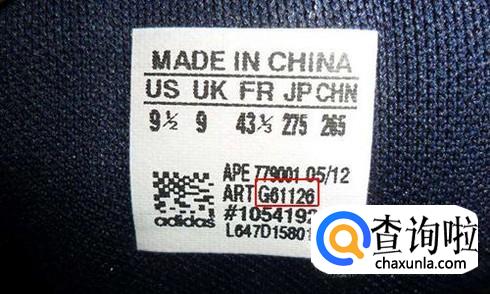 MADE IN CHINA
US UK FR JP CHN
9½ 9 43⅓ 275 265
APE 779001 05/12
ART G61126
#1054192
adidas
L647D1580
查询啦
chaxunla.com